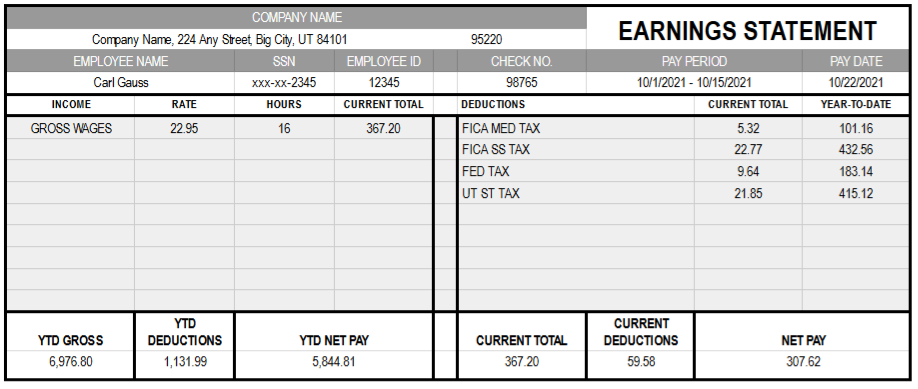 COMPANY NAME
EARNINGS STATEMENT
Company Name, 224 Any Street, Big City, UT 84101 95220
EMPLOYEE NAME SSN EMPLOYEE ID CHECK NO. PAY PERIOD PAY DATE
Carl Gauss xxx-xx-2345 12345 98765 10/1/2021 - 10/15/2021 10/22/2021
INCOME RATE HOURS CURRENT TOTAL DEDUCTIONS CURRENT TOTAL YEAR-TO-DATE
GROSS WAGES 22.95 16 367.20 FICA MED TAX 5.32 101.16
FICA SS TAX 22.77 432.56
FED TAX 9.64 183.14
UT ST TAX 21.85 415.12
YTD GROSS YTD DEDUCTIONS YTD NET PAY CURRENT TOTAL CURRENT DEDUCTIONS NET PAY
6,976.80 1,131.99 5,844.81 367.20 59.58 307.62